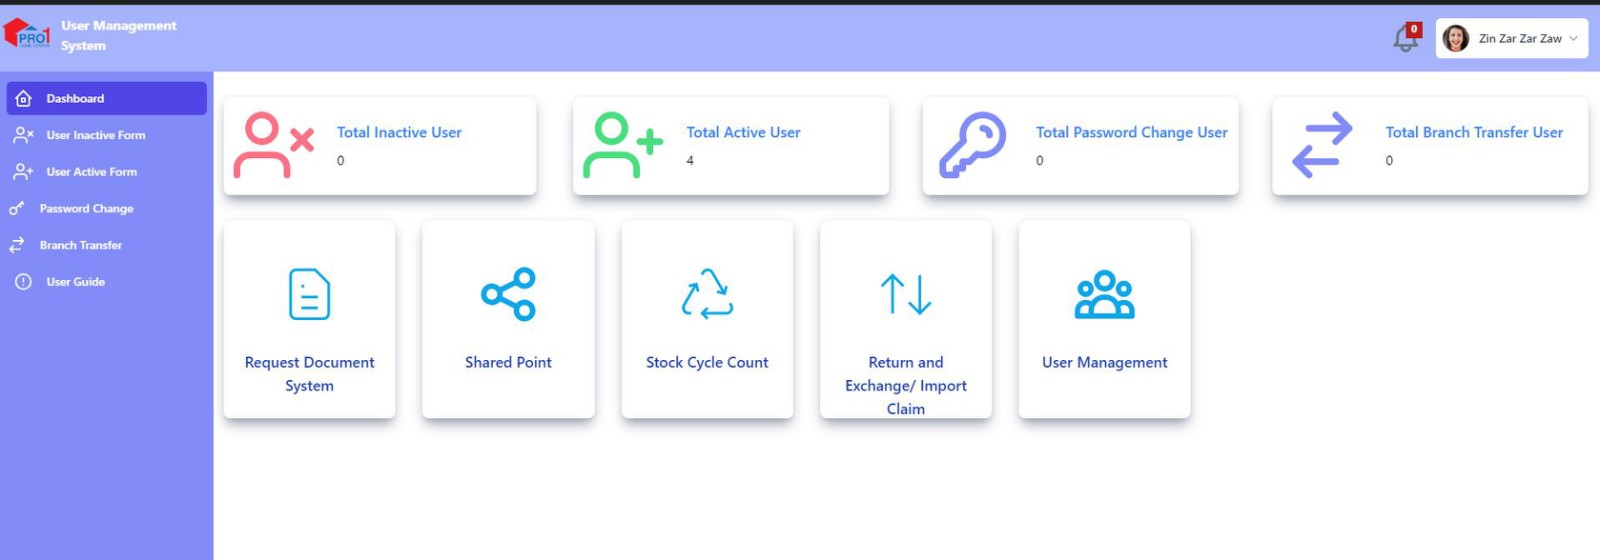 PRO1
HOME CENTER
User Management
System
0
Zin Zar Zar Zaw
Dashboard
User Inactive Form
User Active Form
Password Change
Branch Transfer
User Guide
Total Inactive User
0
Total Active User
4
Total Password Change User
0
Total Branch Transfer User
0
Request Document
System
Shared Point
Stock Cycle Count
Return and
Exchange/ Import
Claim
User Management